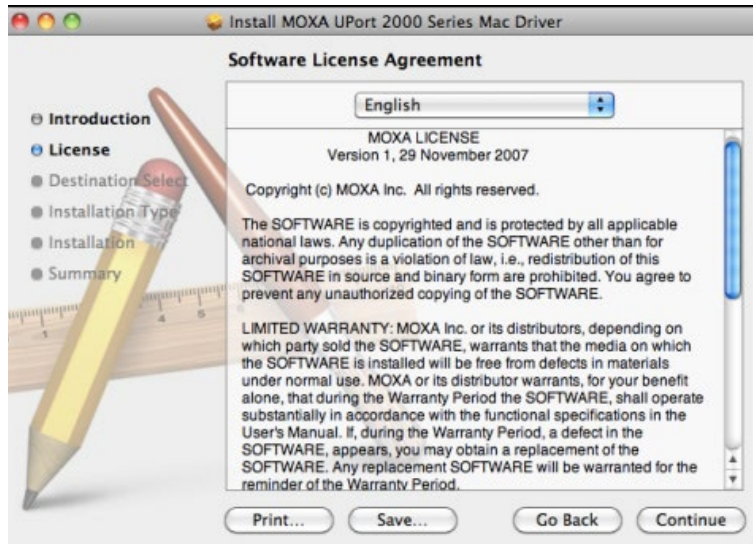 Install MOXA UPort 2000 Series Mac Driver
Software License Agreement
Introduction
License
Destination Select
Installation Type
Installation
Summary
English
MOXA LICENSE
Version 1, 29 November 2007
Copyright (c) MOXA Inc. All rights reserved.
The SOFTWARE is copyrighted and is protected by all applicable
national laws. Any duplication of the SOFTWARE other than for
archival purposes is a violation of law, i.e., redistribution of this
SOFTWARE in source and binary form are prohibited. You agree to
prevent any unauthorized copying of the SOFTWARE.
LIMITED WARRANTY: MOXA Inc. or its distributors, depending on
which party sold the SOFTWARE, warrants that the media on which
the SOFTWARE is installed will be free from defects in materials
under normal use. MOXA or its distributor warrants, for your benefit
alone, that during the Warranty Period the SOFTWARE, shall operate
substantially in accordance with the functional specifications in the
User's Manual. If, during the Warranty Period, a defect in the
SOFTWARE, appears, you may obtain a replacement of the
SOFTWARE. Any replacement SOFTWARE will be warranted for the
reminder of the Warranty Period.
4 5 6
Print... Save... Go Back Continue